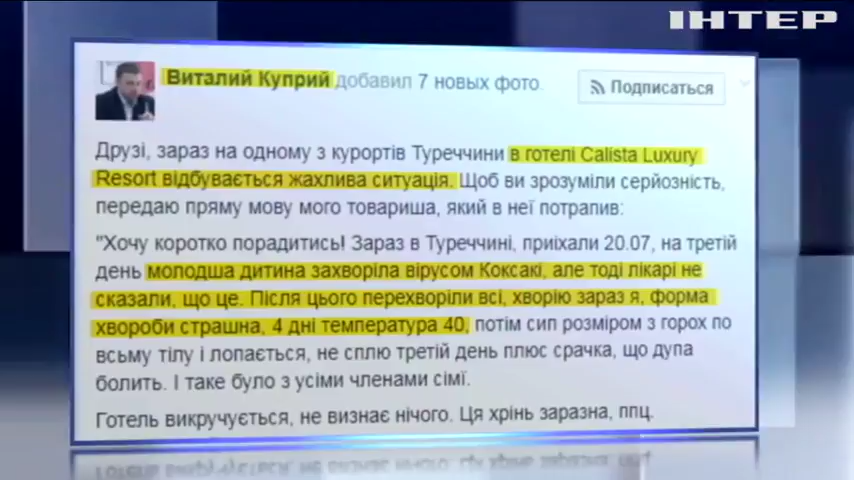 ІНТЕР
Виталий Куприй добавил 7 новых фото.
Подписаться
Друзі, зараз на одному з курортів Туреччини в готелі Calista Luxury
Resort відбувається жахлива ситуація. Щоб ви зрозуміли серйозність,
передаю пряму мову мого товариша, який в неї потрапив:
"Хочу коротко порадитись! Зараз в Туреччині, приїхали 20.07, на третій
день молодша дитина захворіла вірусом Коксакі, але тоді лікарі не
сказали, що це. Після цього перехворіли всі, хворію зараз я, форма
хвороби страшна, 4 дні температура 40, потім сип розміром з горох по
всьому тілу і лопається, не сплю третій день плюс срачка, що дупа
болить. І таке було з усіми членами сімї.
Готель викручується, не визнає нічого. Ця хрінь заразна, ппц.